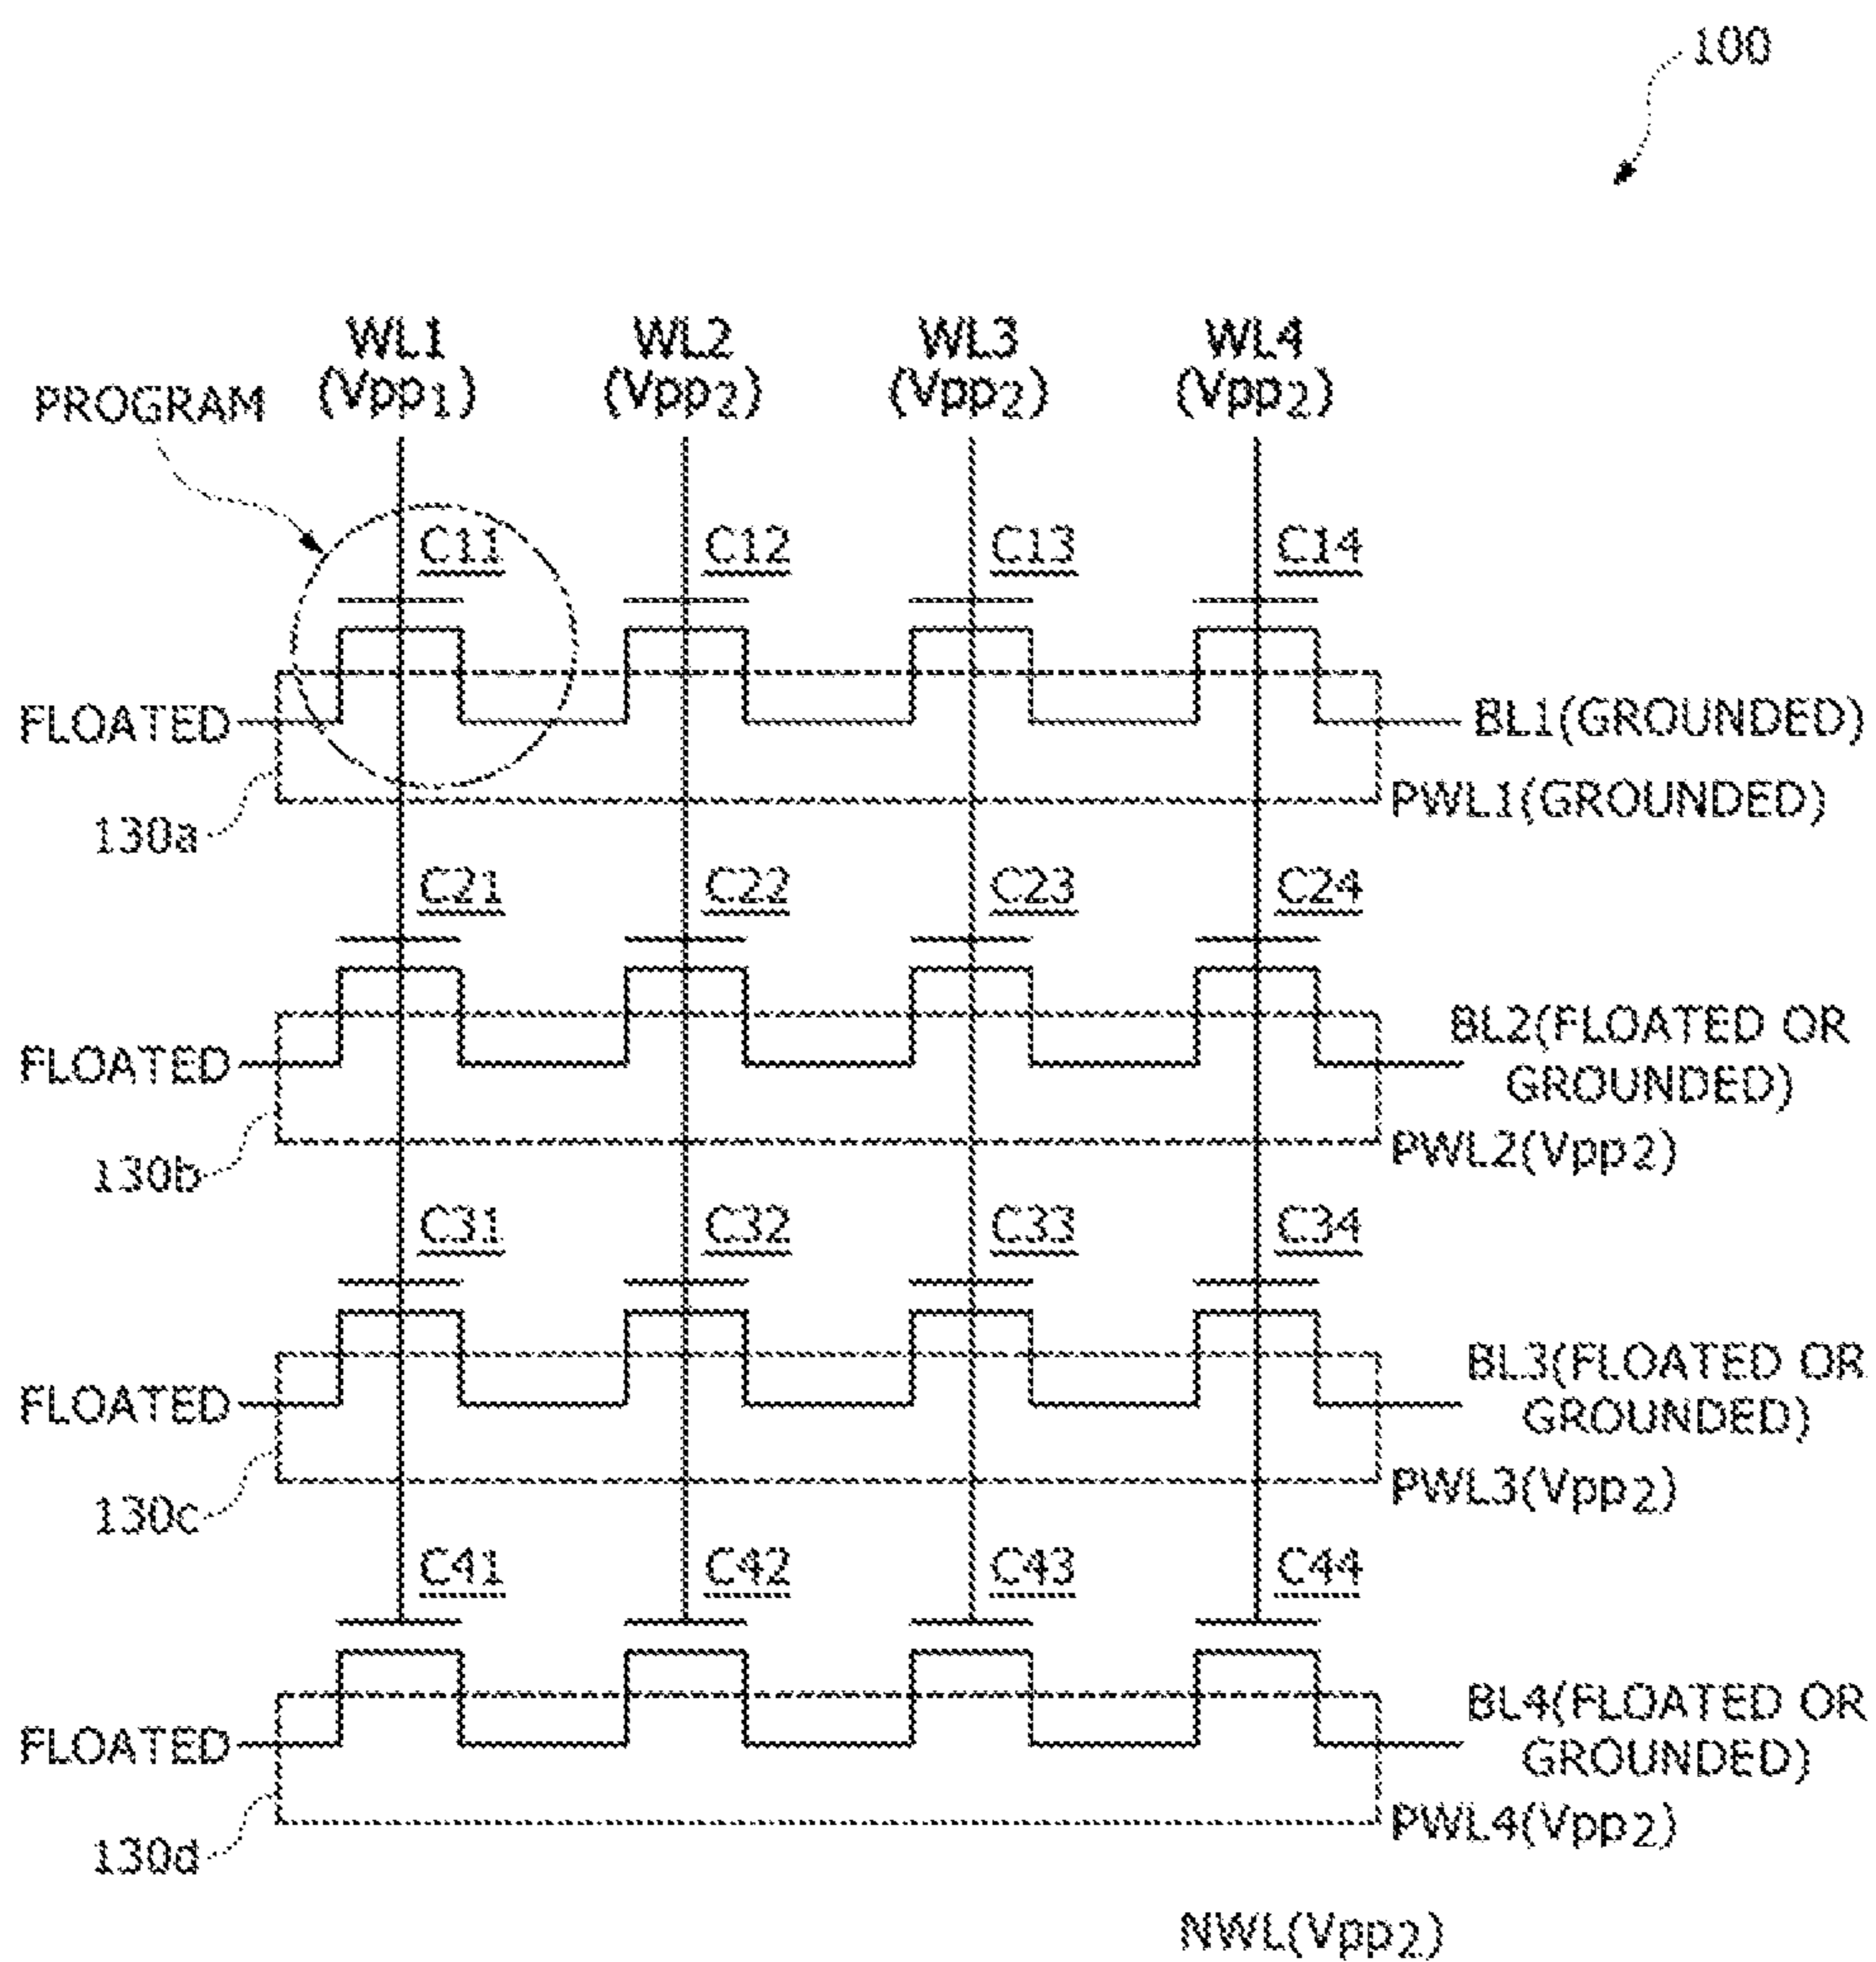 100
WL1 WL2 WL3 WL4
(Vpp1) (Vpp2) (Vpp2) (Vpp2)
PROGRAM
C11 C12 C13 C14
FLOATED BL1(GROUNDED)
PWL1(GROUNDED)
130a
C21 C22 C23 C24
BL2(FLOATED OR
FLOATED GROUNDED)
PWL2(Vpp2)
130b
C31 C32 C33 C34
BL3(FLOATED OR
FLOATED GROUNDED)
PWL3(Vpp2)
130c
C41 C42 C43 C44
BL4(FLOATED OR
FLOATED GROUNDED)
PWL4(Vpp2)
130d
NWL(Vpp2)